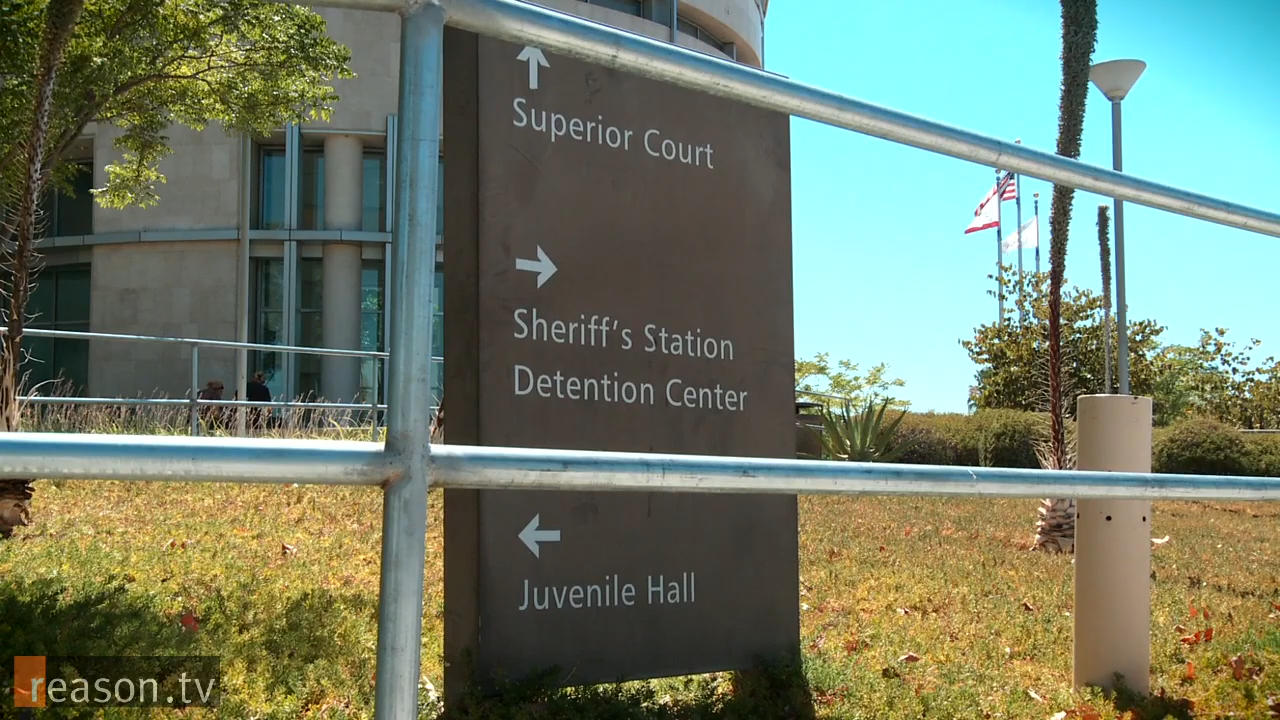 Superior Court
Sheriff's Station
Detention Center
Juvenile Hall
reason.tv